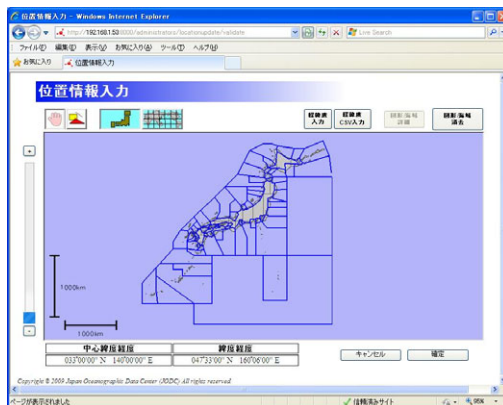 位置情報入力 - Windows Internet Explorer
http://192.168.1.53:8080/administrators/locationupdate/validate
Live Search
ファイル(F) 編集(E) 表示(V) お気に入り(A) ツール(T) ヘルプ(H)
お気に入り 位置情報入力
位置情報入力
経緯度入力
経緯度CSV入力
図形/海域詳細
図形/海域消去
+
1000km
1000km
-
中心緯度経度 緯度経度
033°00'00" N 140°00'00" E 047°33'00" N 160°06'00" E
キャンセル 確定
Copyright © 2009 Japan Oceanographic Data Center (JODC) All rights reserved.
ページが表示されました 信頼済みサイト 95%